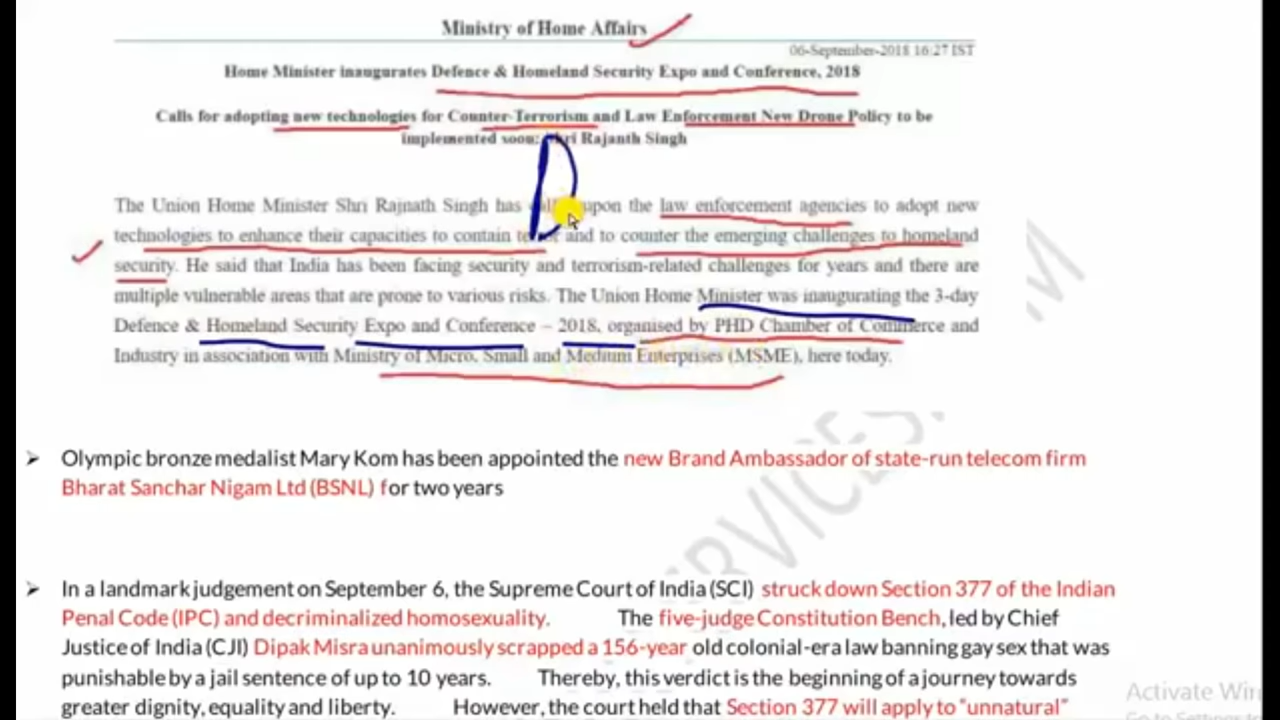 Ministry of Home Affairs
06-September-2018 16:27 IST
Home Minister inaugurates Defence & Homeland Security Expo and Conference, 2018
Calls for adopting new technologies for Counter-Terrorism and Law Enforcement New Drone Policy to be
implemented soon: Shri Rajanth Singh
The Union Home Minister Shri Rajnath Singh has upon the law enforcement agencies to adopt new
technologies to enhance their capacities to contain and to counter the emerging challenges to homeland
security. He said that India has been facing security and terrorism-related challenges for years and there are
multiple vulnerable areas that are prone to various risks. The Union Home Minister was inaugurating the 3-day
Defence & Homeland Security Expo and Conference – 2018, organised by PHD Chamber of Commerce and
Industry in association with Ministry of Micro, Small and Medium Enterprises (MSME), here today.
➤ Olympic bronze medalist Mary Kom has been appointed the new Brand Ambassador of state-run telecom firm
Bharat Sanchar Nigam Ltd (BSNL) for two years
➤ In a landmark judgement on September 6, the Supreme Court of India (SCI) struck down Section 377 of the Indian
Penal Code (IPC) and decriminalized homosexuality. The five-judge Constitution Bench, led by Chief
Justice of India (CJI) Dipak Misra unanimously scrapped a 156-year old colonial-era law banning gay sex that was
punishable by a jail sentence of up to 10 years. Thereby, this verdict is the beginning of a journey towards
greater dignity, equality and liberty. However, the court held that Section 377 will apply to "unnatural"
Activate Win